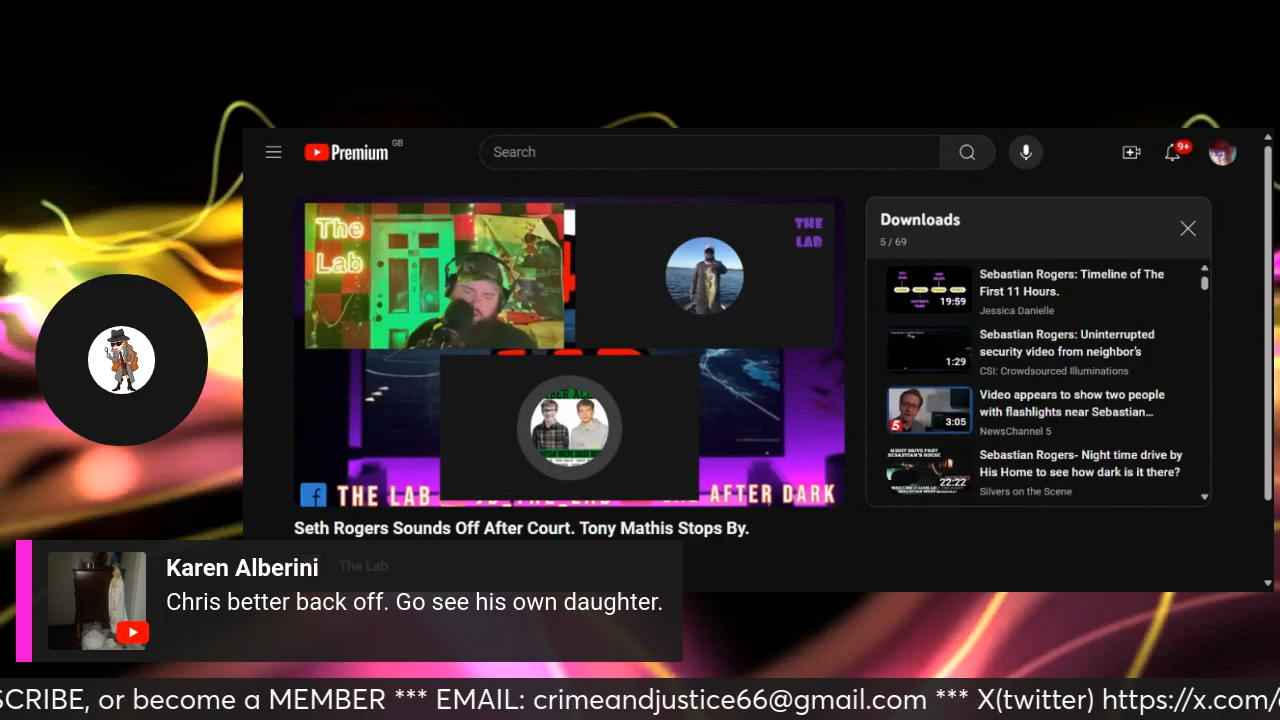 Premium GB
Search
9+
The
Lab
THE
LAB
THE LAB
AFTER DARK
Seth Rogers Sounds Off After Court. Tony Mathis Stops By.
The Lab
Downloads
5 / 69
Sebastian Rogers: Timeline of The
First 11 Hours.
Jessica Danielle
19:59
Sebastian Rogers: Uninterrupted
security video from neighbor's
CSI: Crowdsourced Illuminations
1:29
Video appears to show two people
with flashlights near Sebastian...
NewsChannel 5
3:05
Sebastian Rogers- Night time drive by
His Home to see how dark is it there?
Silvers on the Scene
22:22
Karen Alberini
Chris better back off. Go see his own daughter.
SCRIBE, or become a MEMBER *** EMAIL: crimeandjustice66@gmail.com *** X(twitter) https://x.com/